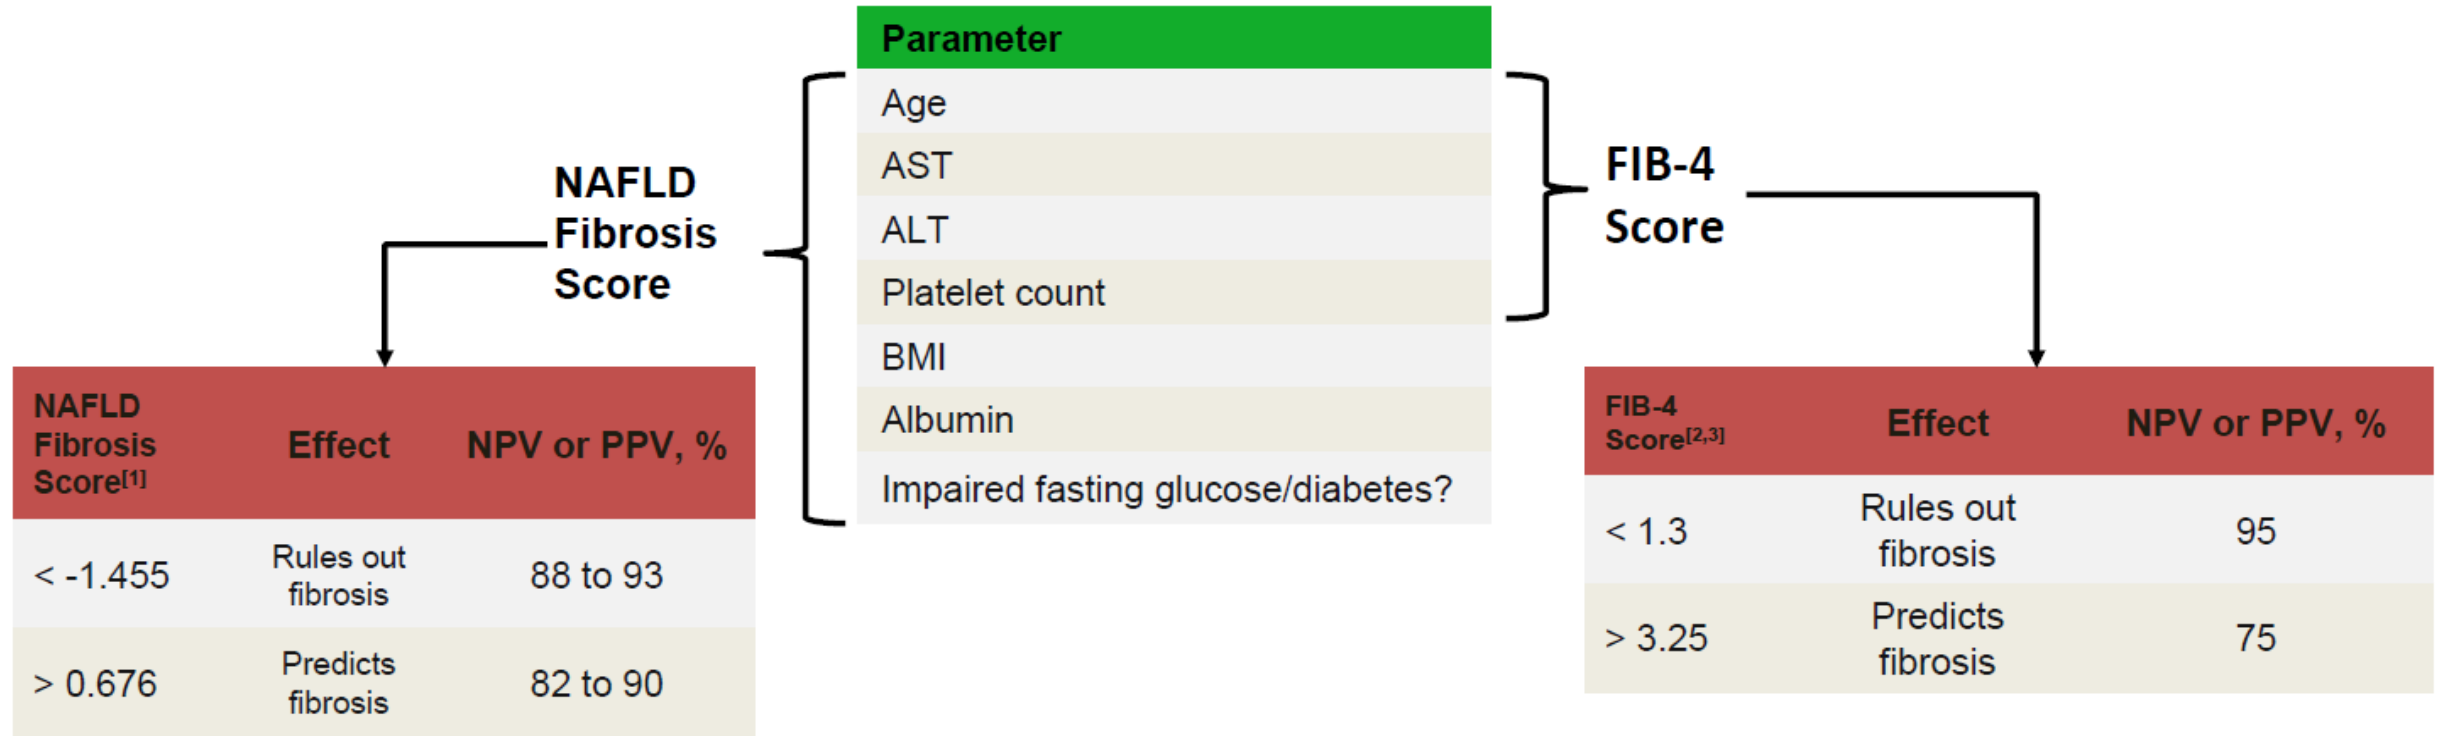 Parameter
Age
AST
ALT
Platelet count
BMI
Albumin
Impaired fasting glucose/diabetes?
NAFLD
Fibrosis
Score
FIB-4
Score
NAFLD
Fibrosis
Score[1]
Effect
NPV or PPV, %
< -1.455
Rules out
fibrosis
88 to 93
> 0.676
Predicts
fibrosis
82 to 90
FIB-4
Score[2,3]
Effect
NPV or PPV, %
< 1.3
Rules out
fibrosis
95
> 3.25
Predicts
fibrosis
75